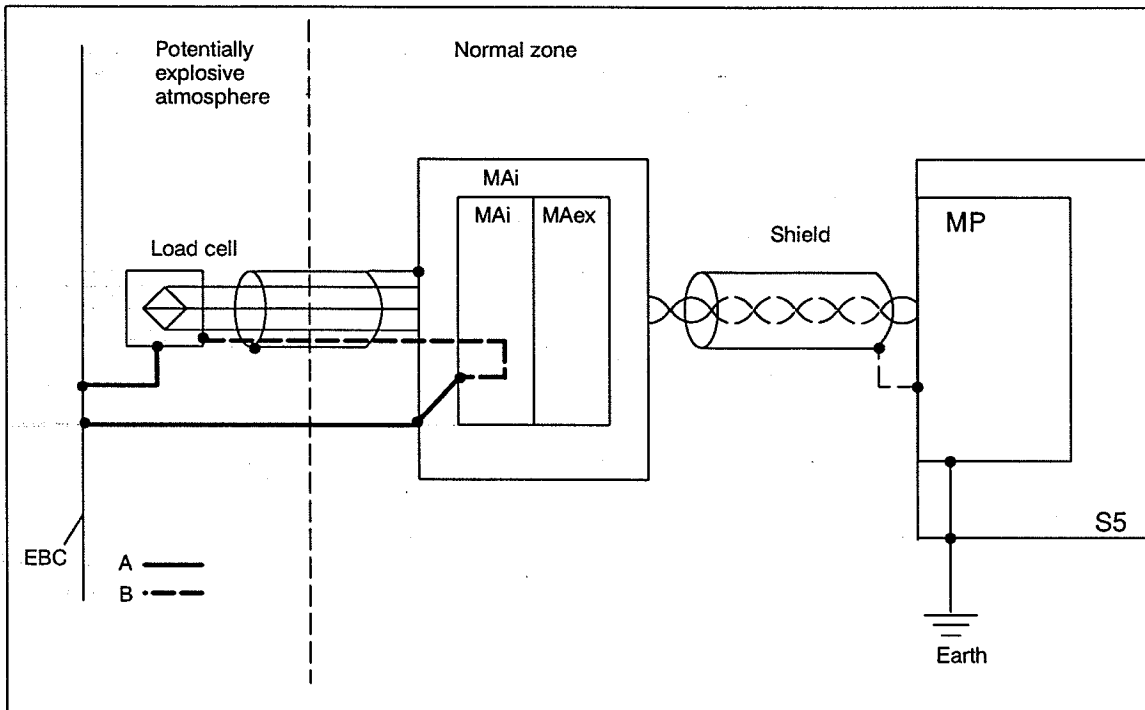 Potentially
explosive
atmosphere
Normal zone
MAi
MAi
MAex
MP
Shield
Load cell
S5
EBC
A
B
Earth